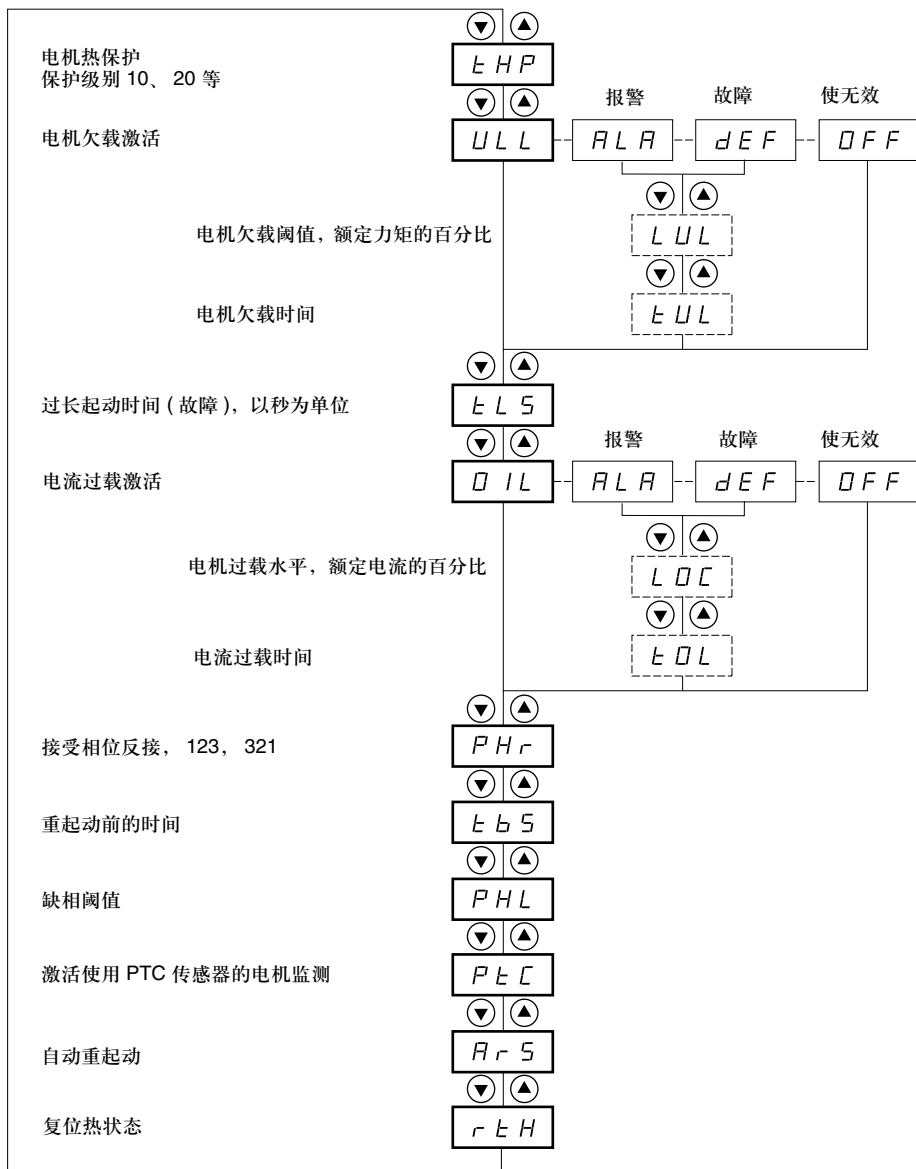 电机热保护
保护级别 10、 20 等
tHP
报警 故障 使无效
电机欠载激活
ULL ALA dEF OFF
电机欠载阈值，额定力矩的百分比
LUL
电机欠载时间
tUL
过长起动时间 ( 故障 )，以秒为单位
tLS
报警 故障 使无效
电流过载激活
OIL ALA dEF OFF
电机过载水平，额定电流的百分比
LOC
电流过载时间
tOL
接受相位反接， 123， 321
PHr
重起动前的时间
tbS
缺相阈值
PHL
激活使用 PTC 传感器的电机监测
PtC
自动重起动
ArS
复位热状态
rtH